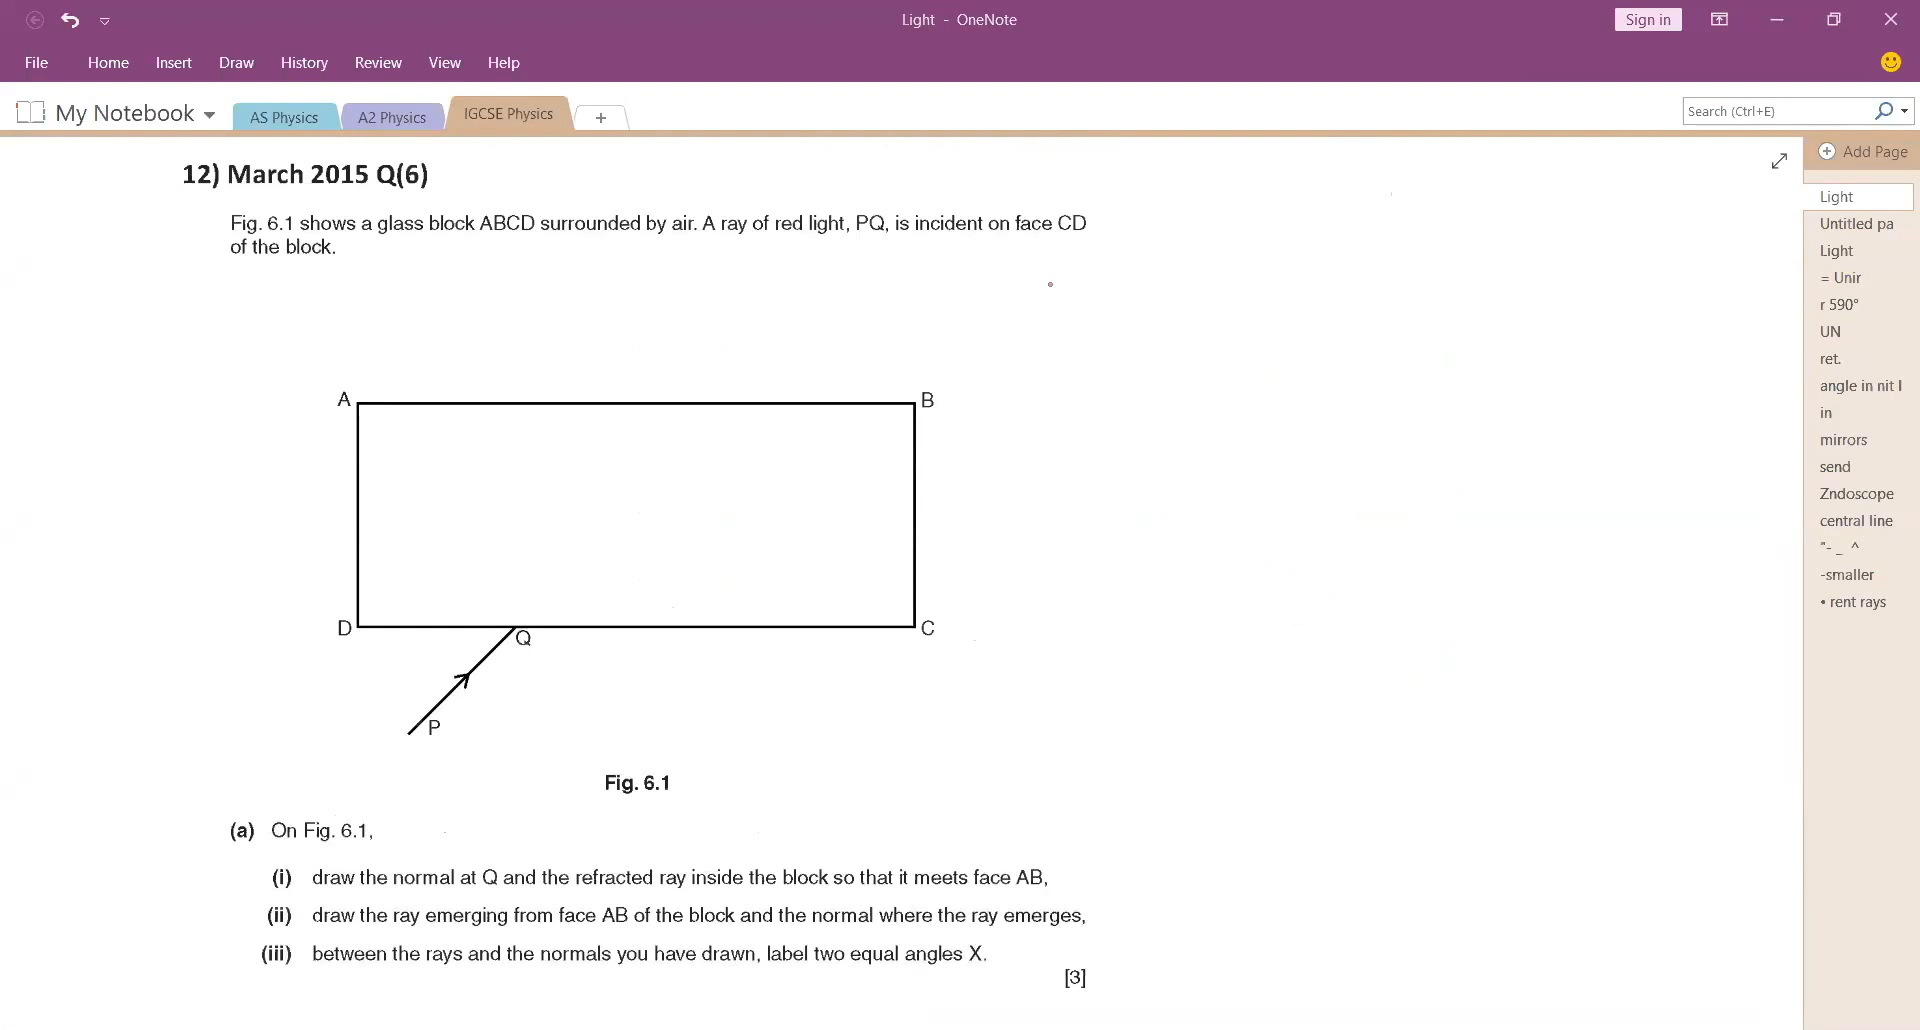 Light - OneNote
Sign in
File Home Insert Draw History Review View Help
My Notebook
AS Physics
A2 Physics
IGCSE Physics
+
Search (Ctrl+E)
Add Page
Light
Untitled pa
Light
= Unir
r 590°
UN
ret.
angle in nit I
in
mirrors
send
Zndoscope
central line
"- _ ^
-smaller
• rent rays
12) March 2015 Q(6)
Fig. 6.1 shows a glass block ABCD surrounded by air. A ray of red light, PQ, is incident on face CD
of the block.
A
B
D
Q
C
P
Fig. 6.1
(a) On Fig. 6.1,
(i) draw the normal at Q and the refracted ray inside the block so that it meets face AB,
(ii) draw the ray emerging from face AB of the block and the normal where the ray emerges,
(iii) between the rays and the normals you have drawn, label two equal angles X.
[3]